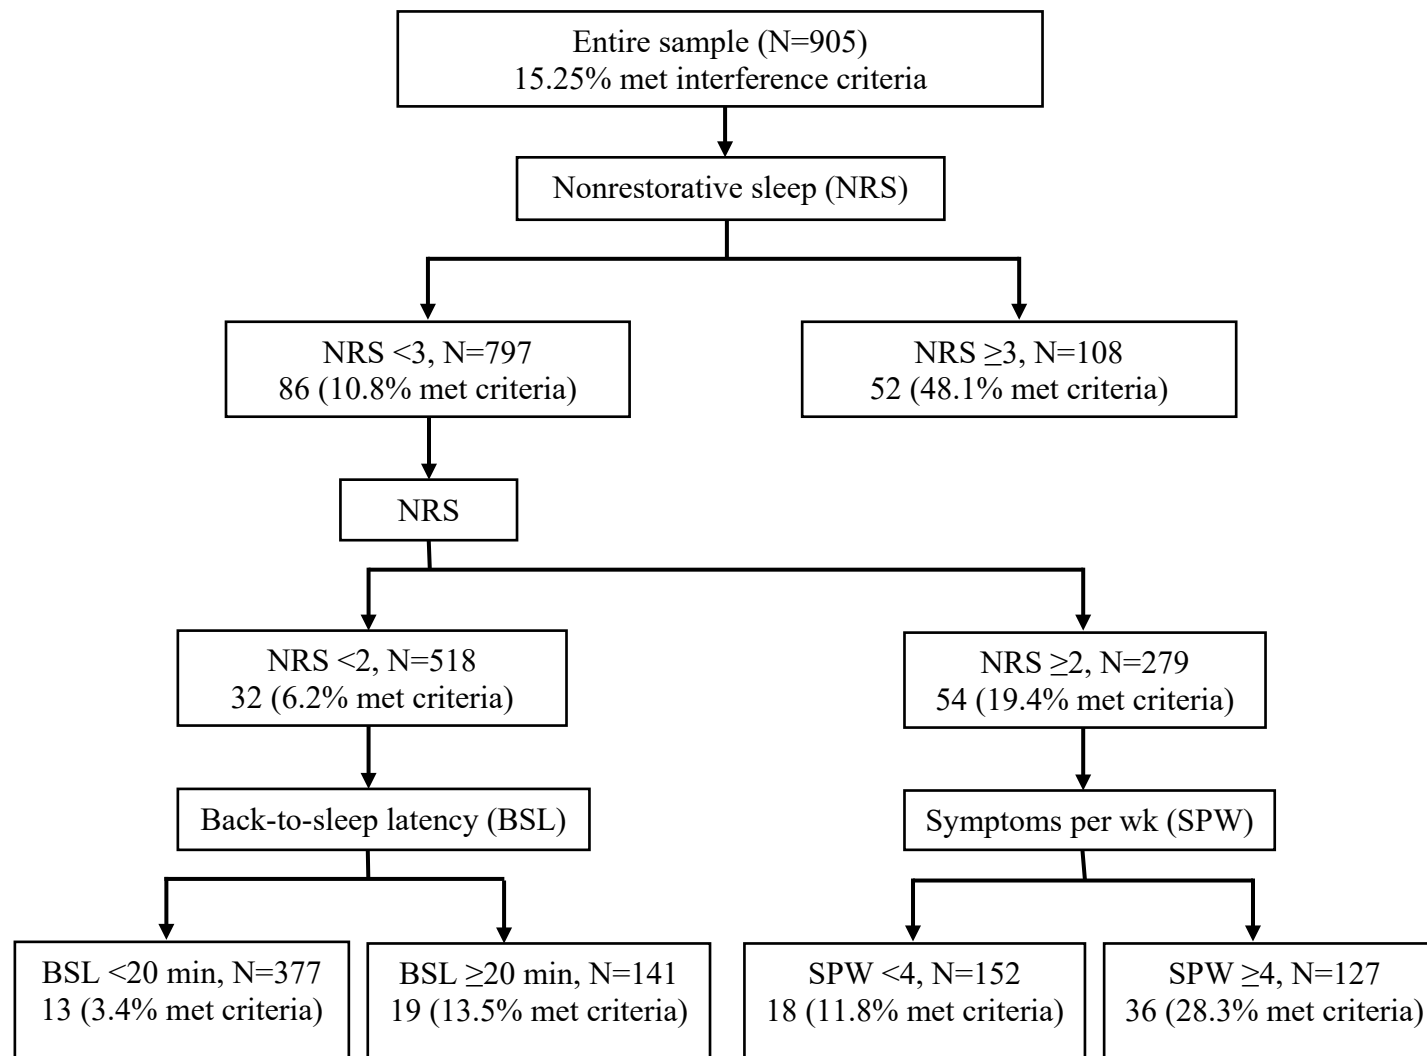 Entire sample (N=905)
15.25% met interference criteria
Nonrestorative sleep (NRS)
NRS <3, N=797
86 (10.8% met criteria)
NRS ≥3, N=108
52 (48.1% met criteria)
NRS
NRS <2, N=518
32 (6.2% met criteria)
NRS ≥2, N=279
54 (19.4% met criteria)
Back-to-sleep latency (BSL)
Symptoms per wk (SPW)
BSL <20 min, N=377
13 (3.4% met criteria)
BSL ≥20 min, N=141
19 (13.5% met criteria)
SPW <4, N=152
18 (11.8% met criteria)
SPW ≥4, N=127
36 (28.3% met criteria)